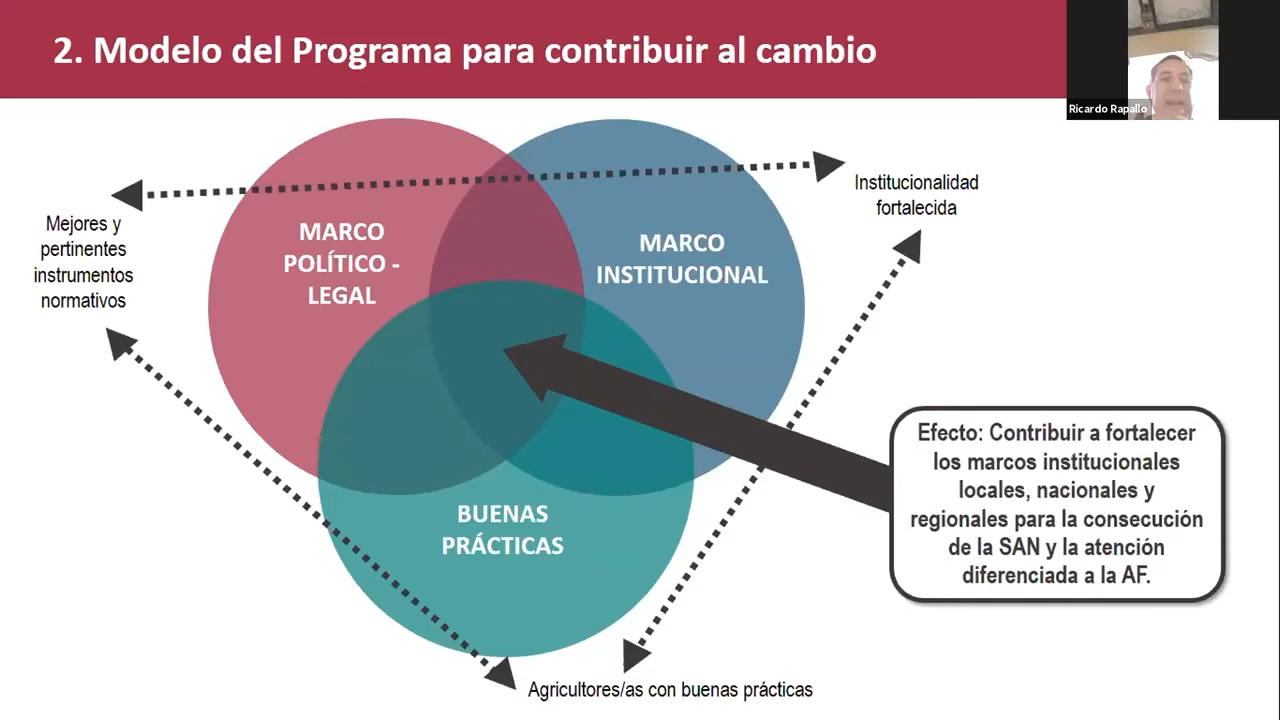 2. Modelo del Programa para contribuir al cambio
Ricardo Rapallo
Institucionalidad
fortalecida
Mejores y
pertinentes
instrumentos
normativos
MARCO
POLÍTICO -
LEGAL
MARCO
INSTITUCIONAL
Efecto: Contribuir a fortalecer
los marcos institucionales
locales, nacionales y
regionales para la consecución
de la SAN y la atención
diferenciada a la AF.
BUENAS
PRÁCTICAS
Agricultores/as con buenas prácticas